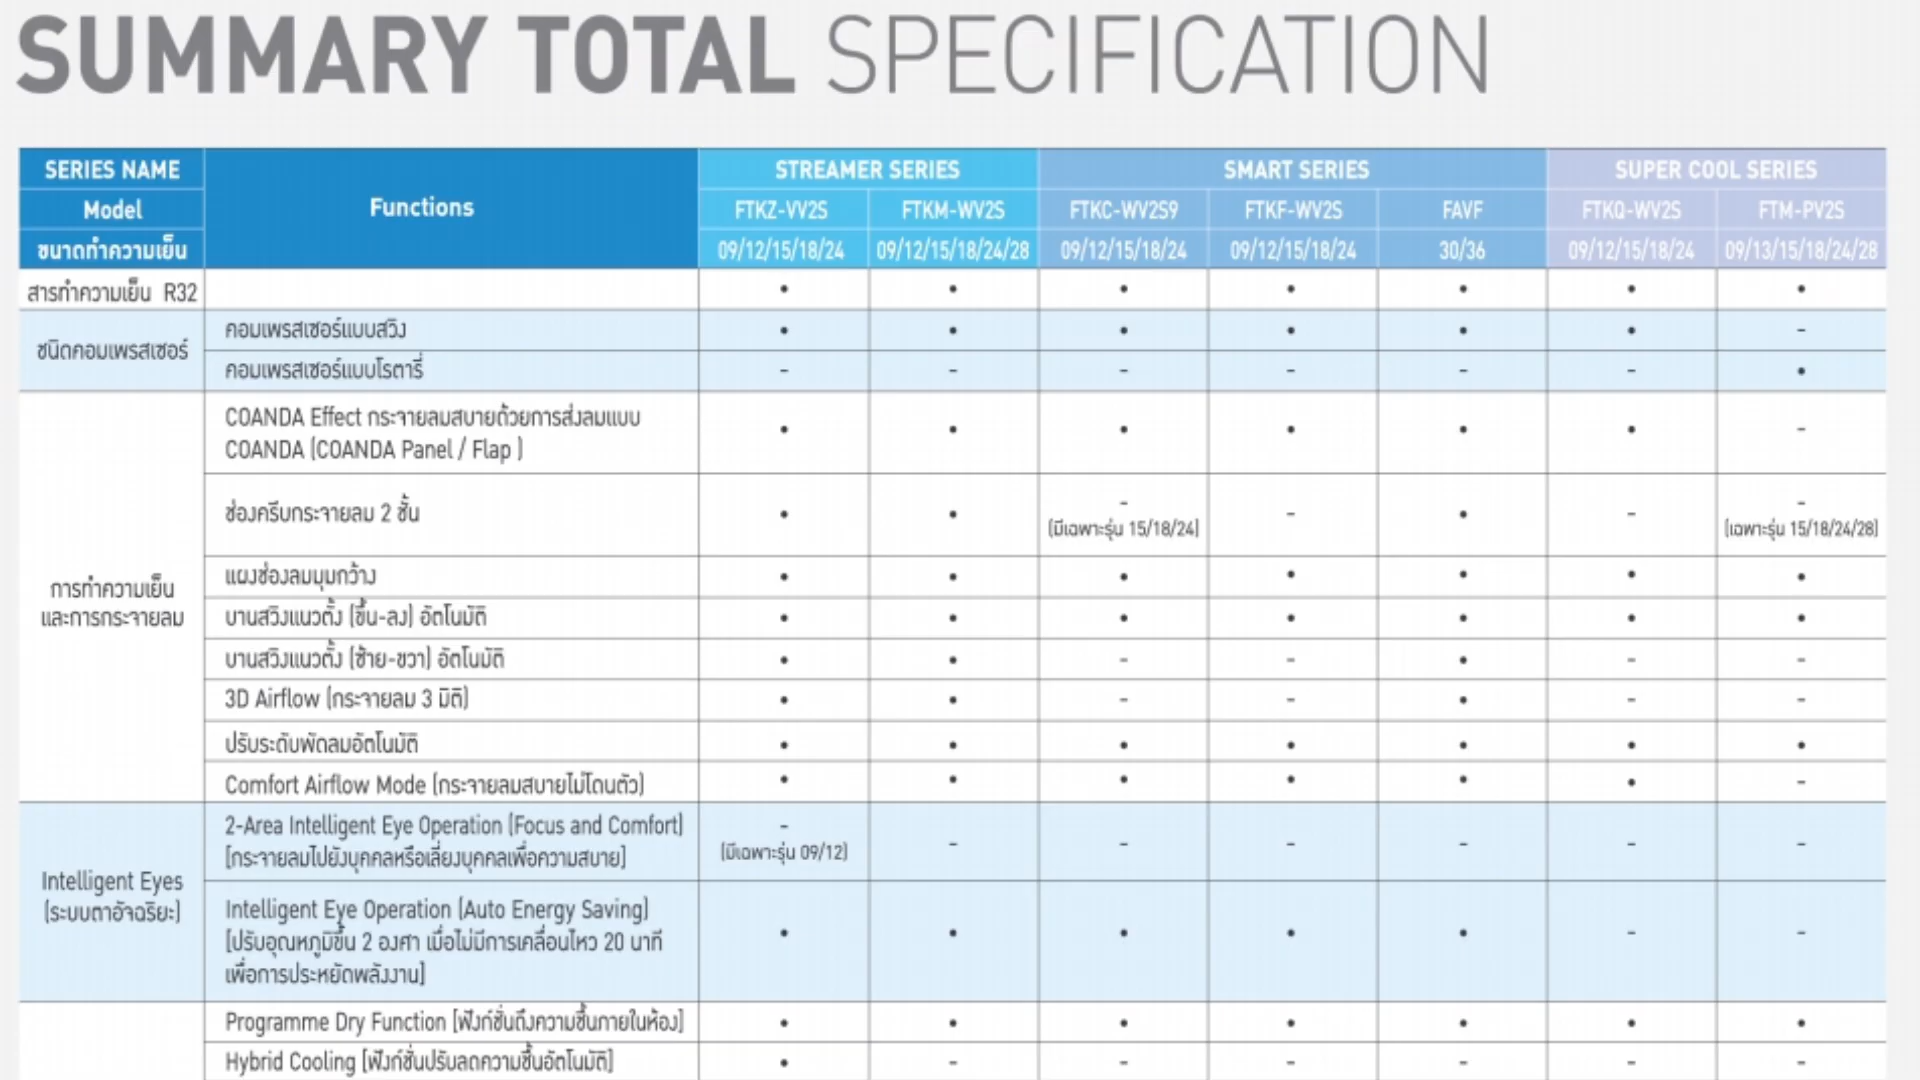 SUMMARY TOTAL SPECIFICATION
SERIES NAME Functions STREAMER SERIES SMART SERIES SUPER COOL SERIES
Model FTKZ-VV2S FTKM-WV2S FTKC-WV2S9 FTKF-WV2S FAVF FTKQ-WV2S FTM-PV2S
ขนาดทำความเย็น 09/12/15/18/24 09/12/15/18/24/28 09/12/15/18/24 09/12/15/18/24 30/36 09/12/15/18/24 09/13/15/18/24/28
สารทำความเย็น R32 • • • • • • •
ชนิดคอมเพรสเซอร์
คอมเพรสเซอร์แบบสวิง • • • • • • -
คอมเพรสเซอร์แบบโรตารี่ - - - - - - •
การทำความเย็น
และการกระจายลม
COANDA Effect กระจายลมสบายด้วยการส่งลมแบบ
COANDA (COANDA Panel / Flap ) • • • • • • -
ช่องครีบกระจายลม 2 ชั้น • • - - • - -
(มีเฉพาะรุ่น 15/18/24) (เฉพาะรุ่น 15/18/24/28)
แผงช่องลมมุมกว้าง • • • • • • •
บานสวิงแนวตั้ง (ขึ้น-ลง) อัตโนมัติ • • • • • • •
บานสวิงแนวตั้ง (ซ้าย-ขวา) อัตโนมัติ • • - - • - -
3D Airflow (กระจายลม 3 มิติ) • • - - • - -
ปรับระดับพัดลมอัตโนมัติ • • • • • • •
Comfort Airflow Mode (กระจายลมสบายไม่โดนตัว) • • • • • • -
Intelligent Eyes
(ระบบตาอัจฉริยะ)
2-Area Intelligent Eye Operation (Focus and Comfort) - - - - - - -
[กระจายลมไปยังบุคคลหรือเลี่ยงบุคคลเพื่อความสบาย] (มีเฉพาะรุ่น 09/12)
Intelligent Eye Operation (Auto Energy Saving)
[ปรับอุณหภูมิขึ้น 2 องศา เมื่อไม่มีการเคลื่อนไหว 20 นาที • • • • • - -
เพื่อการประหยัดพลังงาน]
Programme Dry Function [ฟังก์ชั่นดึงความชื้นภายในห้อง] • • • • • • •
Hybrid Cooling [ฟังก์ชั่นปรับลดความชื้นอัตโนมัติ] • - - - - - -